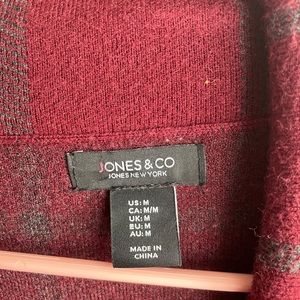 JONES & CO
JONES NEW YORK
US: M
CA: M/M
UK: M
EU: M
AU: M
MADE IN
CHINA